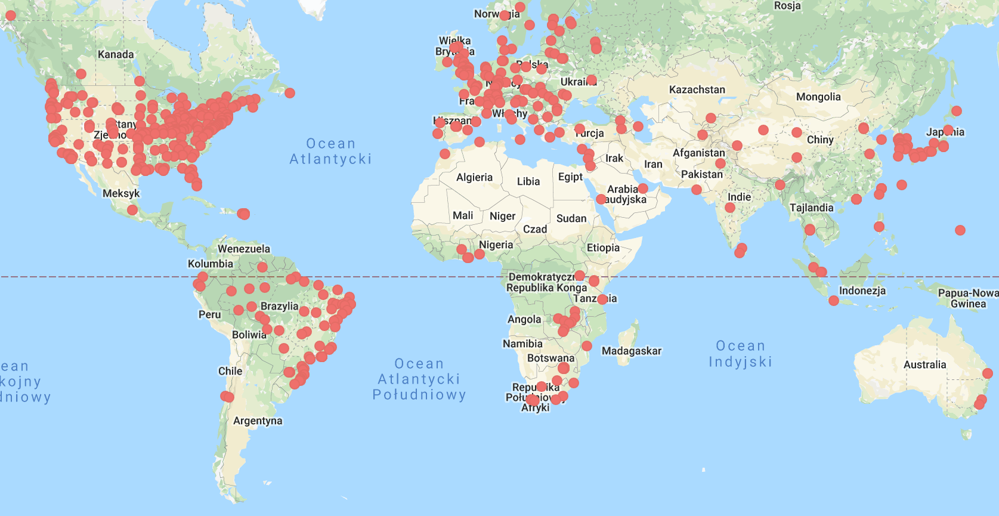 Rosja
Norwegia
Wielka
Brytania
Kanada
Polska
Niemcy
Ukraina
Kazachstan
Mongolia
Francja
Włochy
Hiszpania
Stany
Zjednoczone
Turcja
Japonia
Chiny
Ocean
Atlantycki
Afganistan
Irak
Iran
Pakistan
Algieria
Libia
Egipt
Arabia
Saudyjska
Meksyk
Indie
Tajlandia
Mali
Niger
Sudan
Czad
Nigeria
Etiopia
Wenezuela
Kolumbia
Demokratyczna
Republika Konga
Indonezja
Papua-Nowa
Gwinea
Tanzania
Brazylia
Peru
Angola
Boliwia
Namibia
Madagaskar
Ocean
Indyjski
Botswana
Australia
Ocean
Atlantycki
Południowy
ean
kojny
dniowy
Chile
Republika
Południowej
Afryki
Argentyna